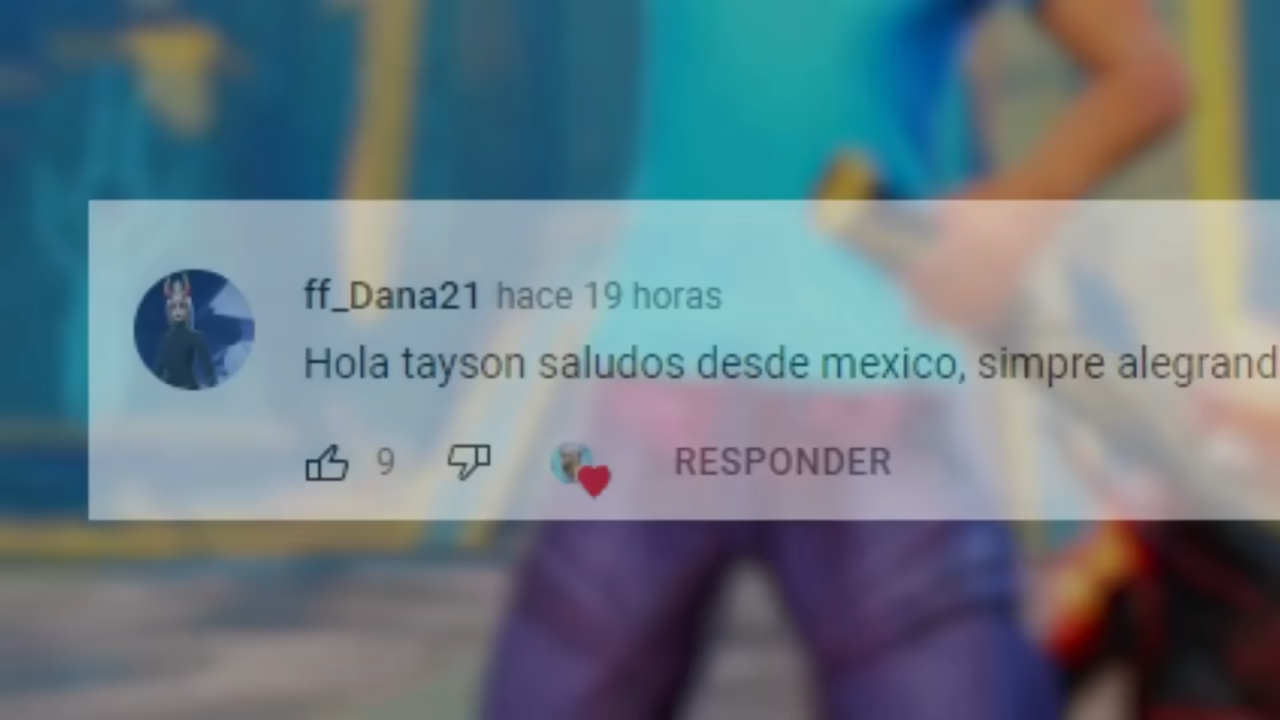 ff_Dana21 hace 19 horas
Hola tayson saludos desde mexico, simpre alegrand
9 RESPONDER